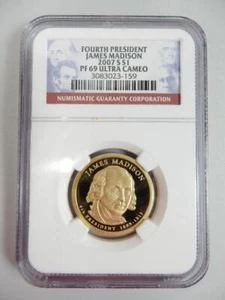 FOURTH PRESIDENT
JAMES MADISON
2007 S $1
PF 69 ULTRA CAMEO
3083023-159
NUMISMATIC GUARANTY CORPORATION
JAMES MADISON
4th PRESIDENT 1809-1817